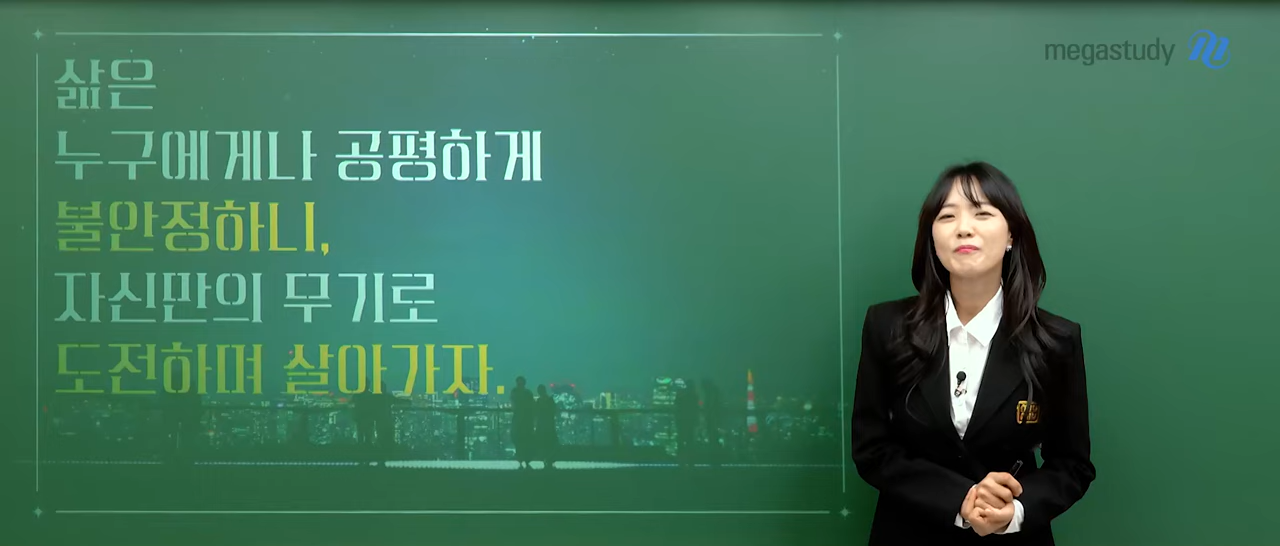 삶은
누구에게나 공평하게
불안정하니,
자신만의 무기로
도전하며 살아가자.
megastudy